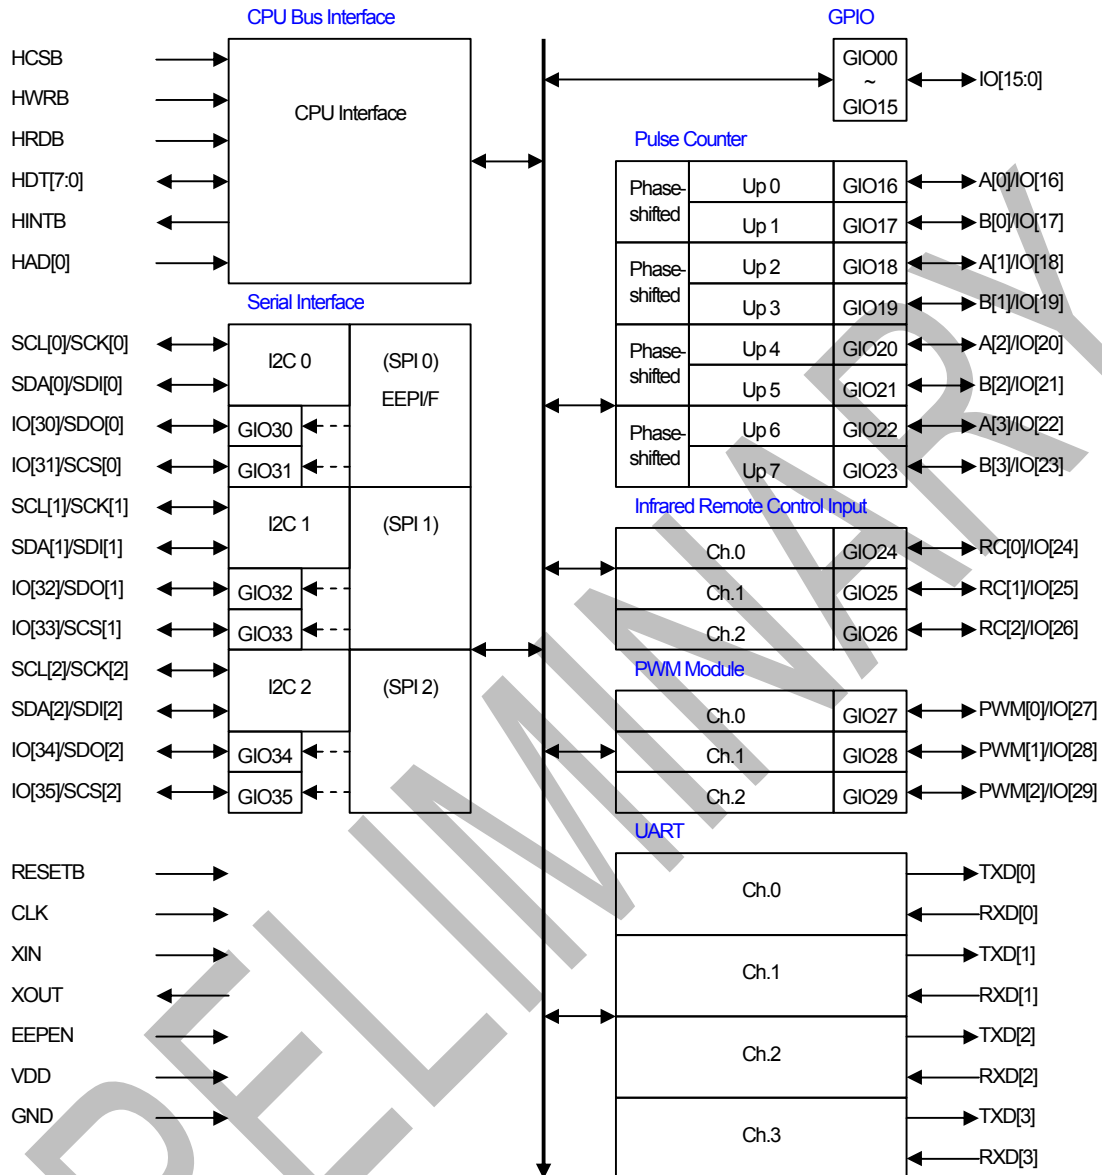 CPU Bus Interface
HCSB
HWRB
HRDB
HDT[7:0]
HINTB
HAD[0]
CPU Interface
Serial Interface
SCL[0]/SCK[0]
SDA[0]/SDI[0]
IO[30]/SDO[0]
IO[31]/SCS[0]
SCL[1]/SCK[1]
SDA[1]/SDI[1]
IO[32]/SDO[1]
IO[33]/SCS[1]
SCL[2]/SCK[2]
SDA[2]/SDI[2]
IO[34]/SDO[2]
IO[35]/SCS[2]
I2C 0
(SPI 0)
EEPI/F
GIO30
GIO31
I2C 1
(SPI 1)
GIO32
GIO33
I2C 2
(SPI 2)
GIO34
GIO35
RESETB
CLK
XIN
XOUT
EEPEN
VDD
GND
GPIO
GIO00
~
GIO15
IO[15:0]
Pulse Counter
Phase-
shifted
Up 0
GIO16
A[0]/IO[16]
Up 1
GIO17
B[0]/IO[17]
Phase-
shifted
Up 2
GIO18
A[1]/IO[18]
Up 3
GIO19
B[1]/IO[19]
Phase-
shifted
Up 4
GIO20
A[2]/IO[20]
Up 5
GIO21
B[2]/IO[21]
Phase-
shifted
Up 6
GIO22
A[3]/IO[22]
Up 7
GIO23
B[3]/IO[23]
Infrared Remote Control Input
Ch.0
GIO24
RC[0]/IO[24]
Ch.1
GIO25
RC[1]/IO[25]
Ch.2
GIO26
RC[2]/IO[26]
PWM Module
Ch.0
GIO27
PWM[0]/IO[27]
Ch.1
GIO28
PWM[1]/IO[28]
Ch.2
GIO29
PWM[2]/IO[29]
UART
Ch.0
TXD[0]
RXD[0]
Ch.1
TXD[1]
RXD[1]
Ch.2
TXD[2]
RXD[2]
Ch.3
TXD[3]
RXD[3]
PRELIMINARY